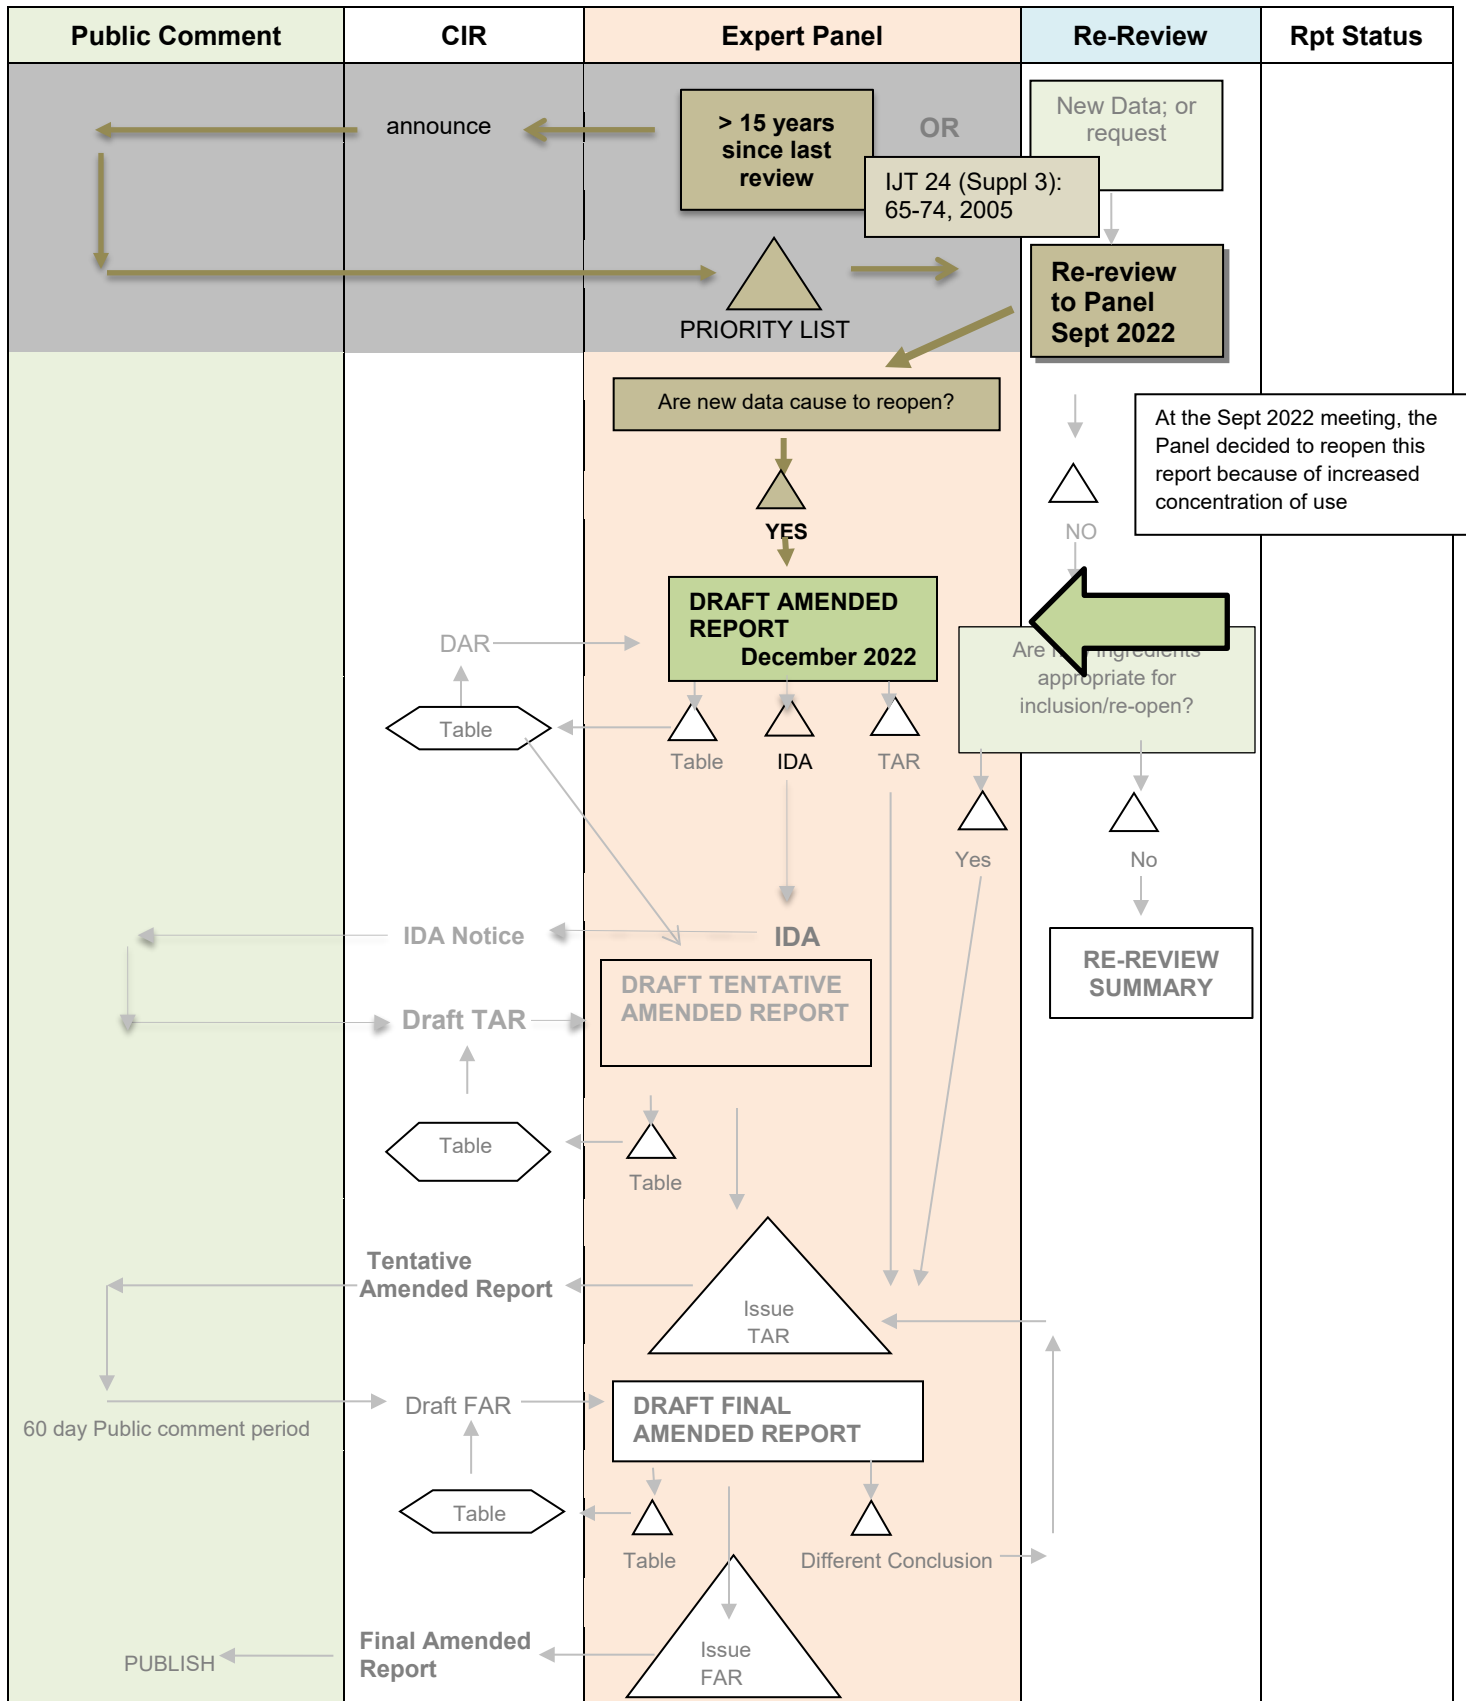 Public Comment
CIR
Expert Panel
Re-Review
Rpt Status
announce
> 15 years
since last
review
OR
New Data; or
request
IJT 24 (Suppl 3):
65-74, 2005
PRIORITY LIST
Re-review
to Panel
Sept 2022
Are new data cause to reopen?
YES
NO
At the Sept 2022 meeting, the
Panel decided to reopen this
report because of increased
concentration of use
DRAFT AMENDED
REPORT
December 2022
DAR
Table
Table
IDA
TAR
Are ingredients
appropriate for
inclusion/re-open?
Yes
No
IDA Notice
IDA
RE-REVIEW
SUMMARY
Draft TAR
DRAFT TENTATIVE
AMENDED REPORT
Table
Table
Tentative
Amended Report
Issue
TAR
60 day Public comment period
Draft FAR
DRAFT FINAL
AMENDED REPORT
Table
Table
Different Conclusion
PUBLISH
Final Amended
Report
Issue
FAR